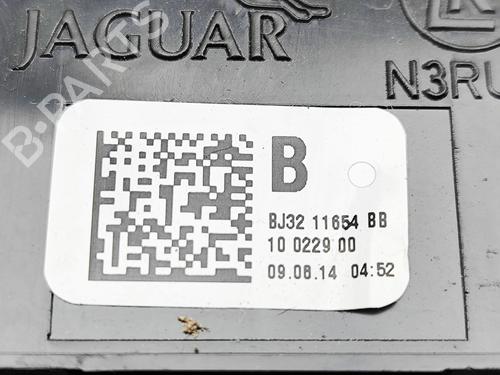 JAGUAR
N3RU
B-PARTS
B
BJ32 11654 BB
10 0229 00
09.06.14 04:52